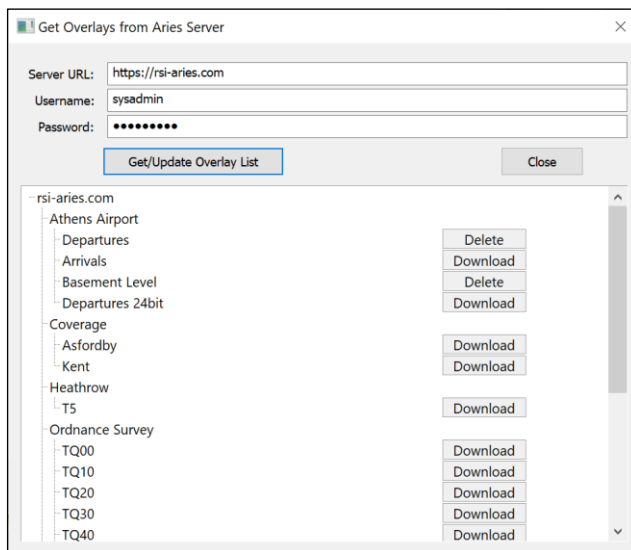 Get Overlays from Aries Server
Server URL: https://rsi-aries.com
Username: sysadmin
Password: •••••••••
Get/Update Overlay List Close
rsi-aries.com
Athens Airport
Departures Delete
Arrivals Download
Basement Level Delete
Departures 24bit Download
Coverage
Asfordby Download
Kent Download
Heathrow
T5 Download
Ordnance Survey
TQ00 Download
TQ10 Download
TQ20 Download
TQ30 Download
TQ40 Download